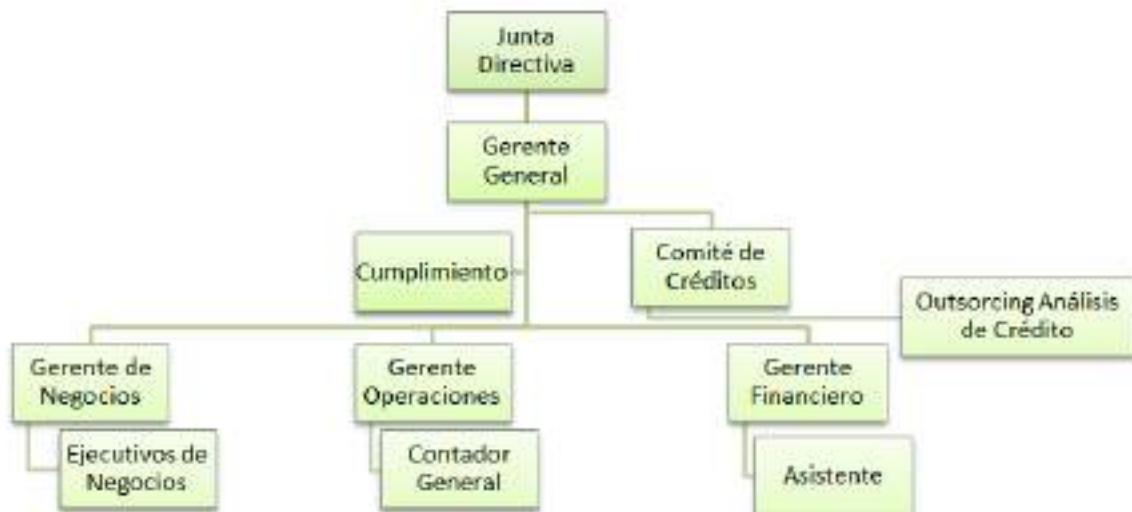 Junta
Directiva
Gerente
General
Cumplimiento
Comité de
Créditos
Outsorcing Análisis
de Crédito
Gerente de
Negocios
Gerente
Operaciones
Gerente
Financiero
Ejecutivos de
Negocios
Contador
General
Asistente